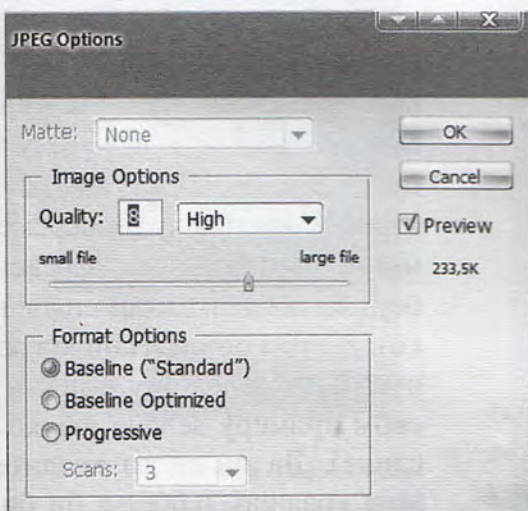 JPEG Options
Matte: None
OK
Image Options
Cancel
Quality: 8 High
Preview
small file large file
233,5K
Format Options
Baseline ("Standard")
Baseline Optimized
Progressive
Scans: 3